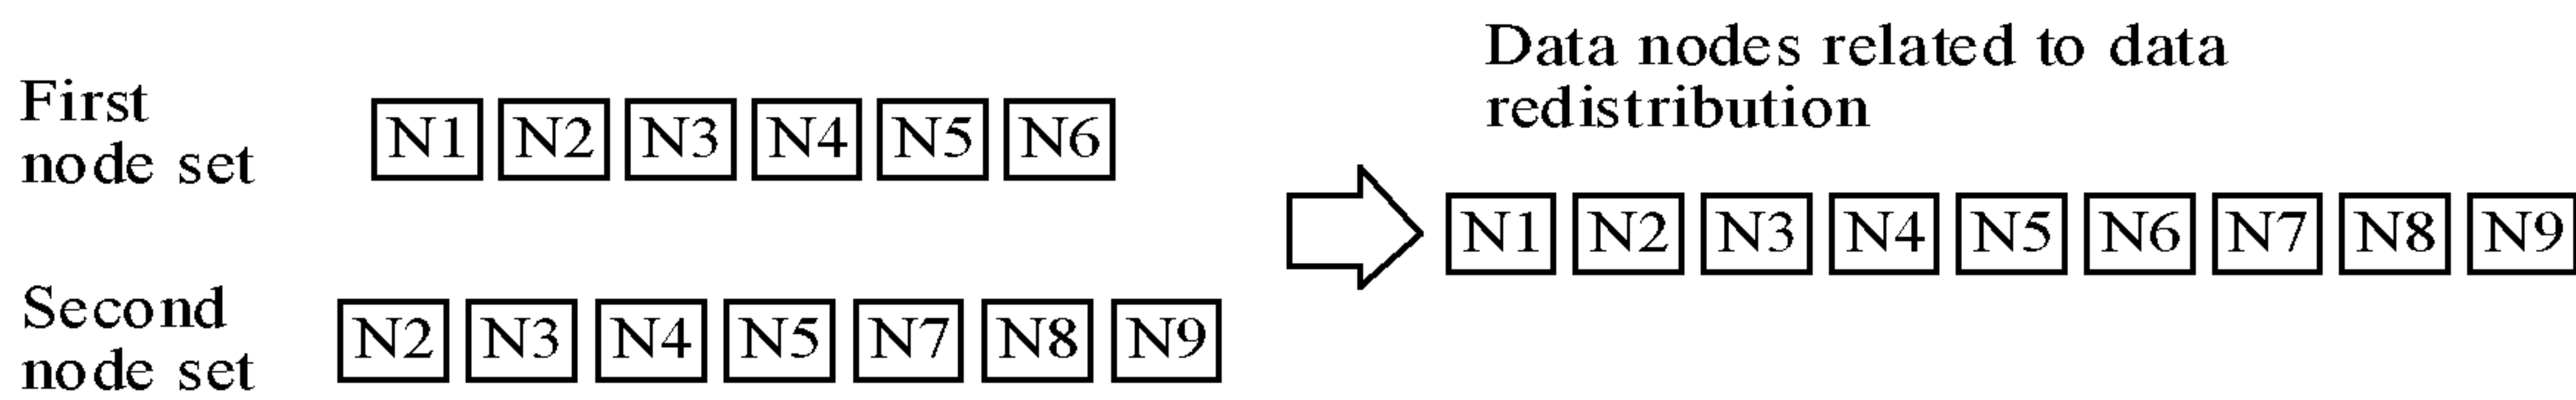 First
node set
N1 N2 N3 N4 N5 N6
Second
node set
N2 N3 N4 N5 N7 N8 N9
Data nodes related to data
redistribution
N1 N2 N3 N4 N5 N6 N7 N8 N9